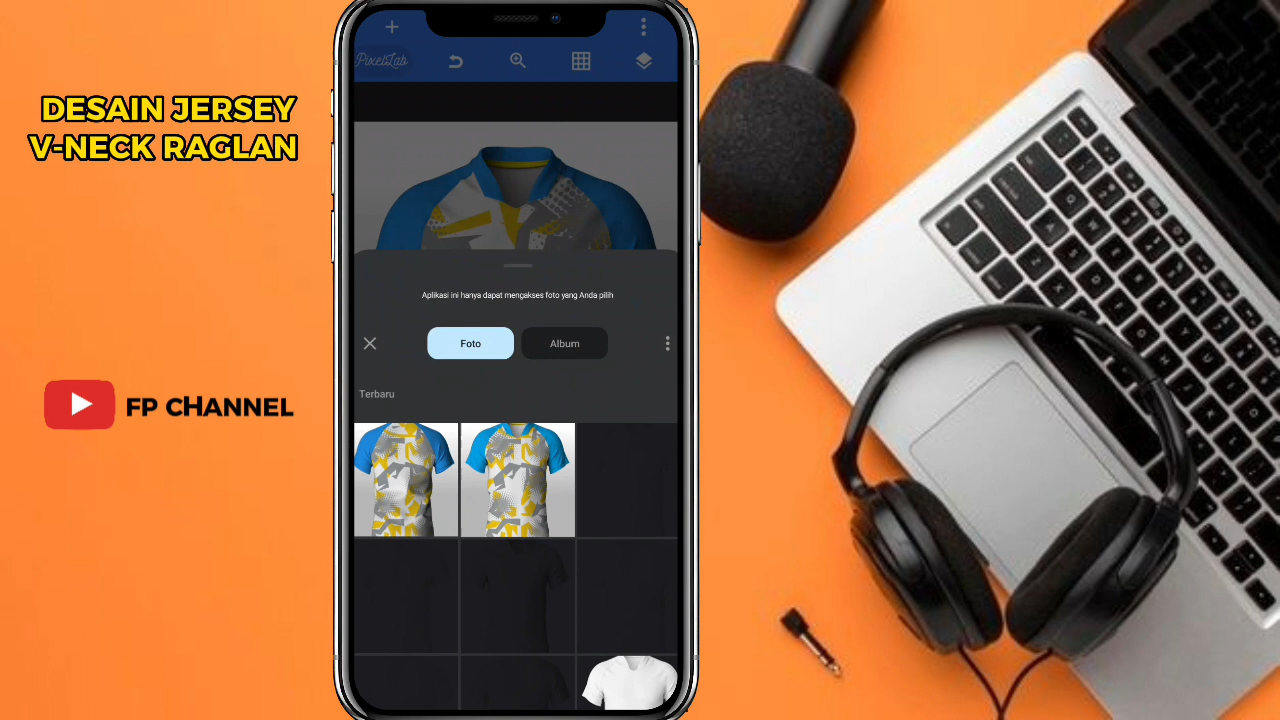 DESAIN JERSEY
V-NECK RAGLAN
FP CHANNEL
PixelLab
Aplikasi ini hanya dapat mengakses foto yang Anda pilih
Foto
Album
Terbaru